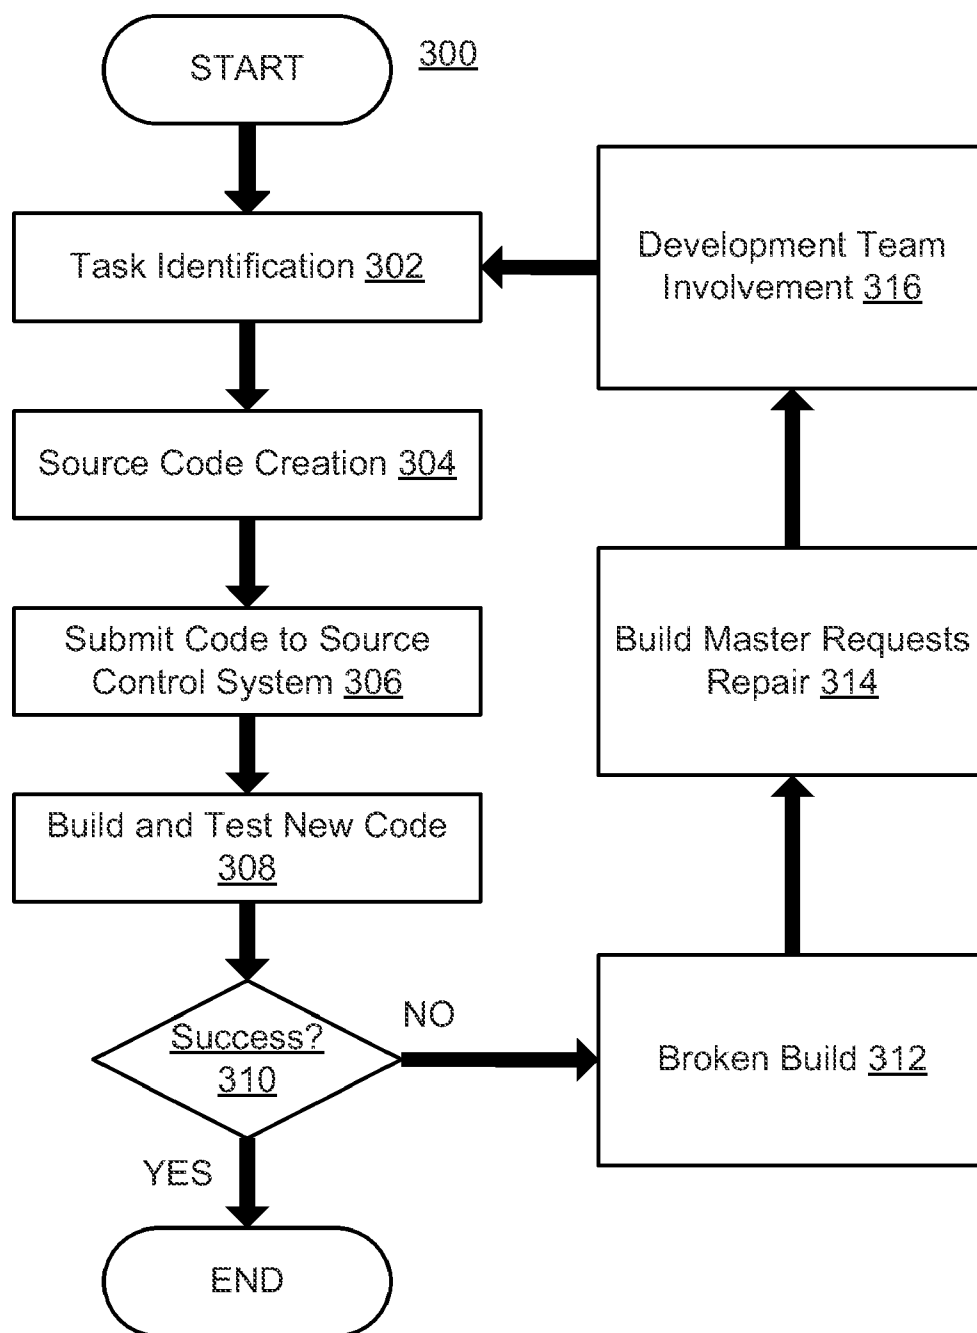 START
300
Task Identification 302
Source Code Creation 304
Submit Code to Source
Control System 306
Build and Test New Code
308
Success?
310
NO
YES
END
Broken Build 312
Build Master Requests
Repair 314
Development Team
Involvement 316